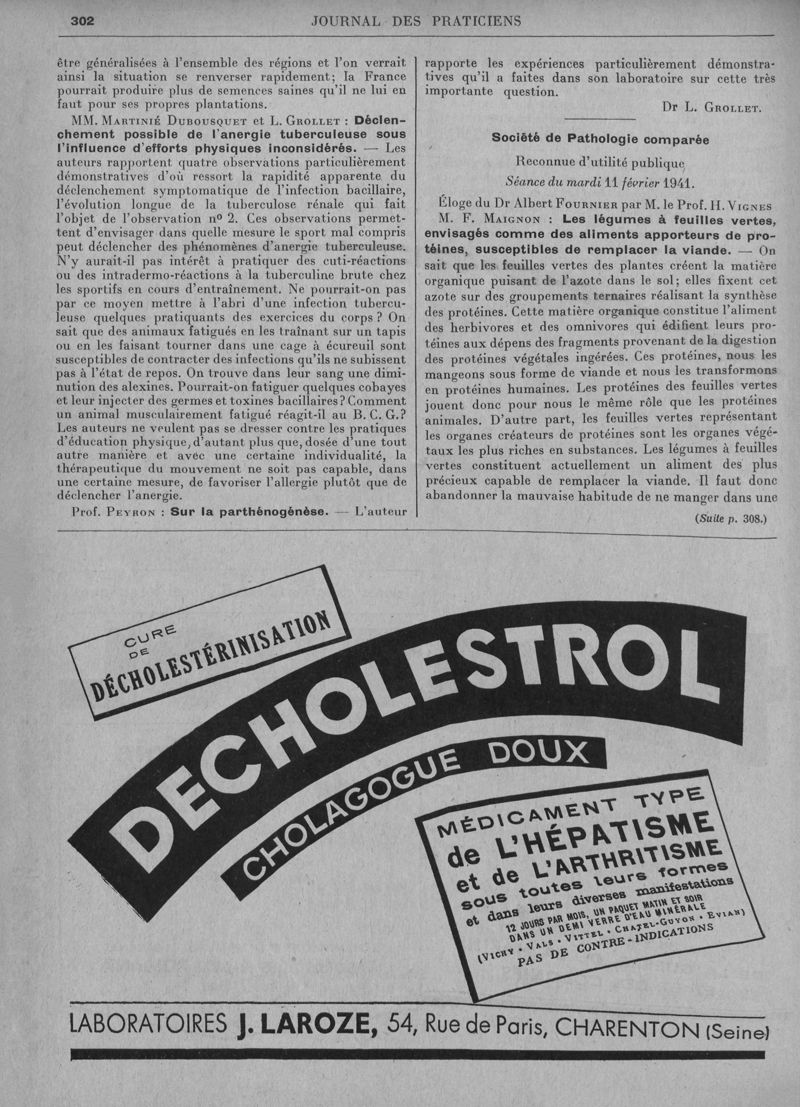 302
JOURNAL DES PRATICIENS
être généralisées à l'ensemble des régions et l'on verrait
ainsi la situation se renverser rapidement; la France
pourrait produire plus de semences saines qu'il ne lui en
faut pour ses propres plantations.
MM. MARTINIÉ DUBOUSQUET et L. GROLLET : Déclen-
chement possible de l'anergie tuberculeuse sous
l'influence d'efforts physiques inconsidérés. — Les
auteurs rapportent quatre observations particulièrement
démonstratives d'où ressort la rapidité apparente du
déclenchement symptomatique de l'infection bacillaire,
l'évolution longue de la tuberculose rénale qui fait
l'objet de l'observation nº 2. Ces observations permet-
tent d'envisager dans quelle mesure le sport mal compris
peut déclencher des phénomènes d'anergie tuberculeuse.
N'y aurait-il pas intérêt à pratiquer des cuti-réactions
ou des intradermo-réactions à la tuberculine brute chez
les sportifs en cours d'entraînement. Ne pourrait-on pas
par ce moyen mettre à l'abri d'une infection tubercu-
leuse quelques pratiquants des exercices du corps ? On
sait que des animaux fatigués en les traînant sur un tapis
ou en les faisant tourner dans une cage à écureuil sont
susceptibles de contracter des infections qu'ils ne subissent
pas à l'état de repos. On trouve dans leur sang une dimi-
nution des alexines. Pourrait-on fatiguer quelques cobayes
et leur injecter des germes et toxines bacillaires ? Comment
un animal musculairement fatigué réagit-il au B. C. G.?
Les auteurs ne veulent pas se dresser contre les pratiques
d'éducation physique, d'autant plus que, dosée d'une tout
autre manière et avec une certaine individualité, la
thérapeutique du mouvement ne soit pas capable, dans
une certaine mesure, de favoriser l'allergie plutôt que de
déclencher l'anergie.
Prof. PEYRON : Sur la parthénogénèse. — L'auteur
rapporte les expériences particulièrement démonstra-
tives qu'il a faites dans son laboratoire sur cette très
importante question.
Dr L. GROLLET.
Société de Pathologie comparée
Reconnue d'utilité publique
Séance du mardi 11 février 1941.
Éloge du Dr Albert FOURNIER par M. le Prof. H. VIGNES
M. F. MAIGNON : Les légumes à feuilles vertes,
envisagés comme des aliments apporteurs de pro-
téines, susceptibles de remplacer la viande. — On
sait que les feuilles vertes des plantes créent la matière
organique puisant de l'azote dans le sol; elles fixent cet
azote sur des groupements ternaires réalisant la synthèse
des protéines. Cette matière organique constitue l'aliment
des herbivores et des omnivores qui édifient leurs pro-
téines aux dépens des fragments provenant de la digestion
des protéines végétales ingérées. Ces protéines, nous les
mangeons sous forme de viande et nous les transformons
en protéines humaines. Les protéines des feuilles vertes
jouent donc pour nous le même rôle que les protéines
animales. D'autre part, les feuilles vertes représentant
les organes créateurs de protéines sont les organes végé-
taux les plus riches en substances. Les légumes à feuilles
vertes constituent actuellement un aliment des plus
précieux capable de remplacer la viande. Il faut donc
abandonner la mauvaise habitude de ne manger dans une
(Suite p. 308.)
CURE
DE
DÉCHOLESTÉRINISATION
DECHOLESTROL
CHOLAGOGUE DOUX
MÉDICAMENT TYPE
de L'HÉPATISME
et de L'ARTHRITISME
sous toutes leurs formes
et dans leurs diverses manifestations
12 JOURS PAR MOIS, UN PAQUET MATIN ET SOIR
DANS UN DEMI VERRE D'EAU MINÉRALE
(VICHY • VALS • VITTEL • CHATEL-GUYON • EVIAN)
PAS DE CONTRE-INDICATIONS
LABORATOIRES J. LAROZE, 54, Rue de Paris, CHARENTON (Seine)